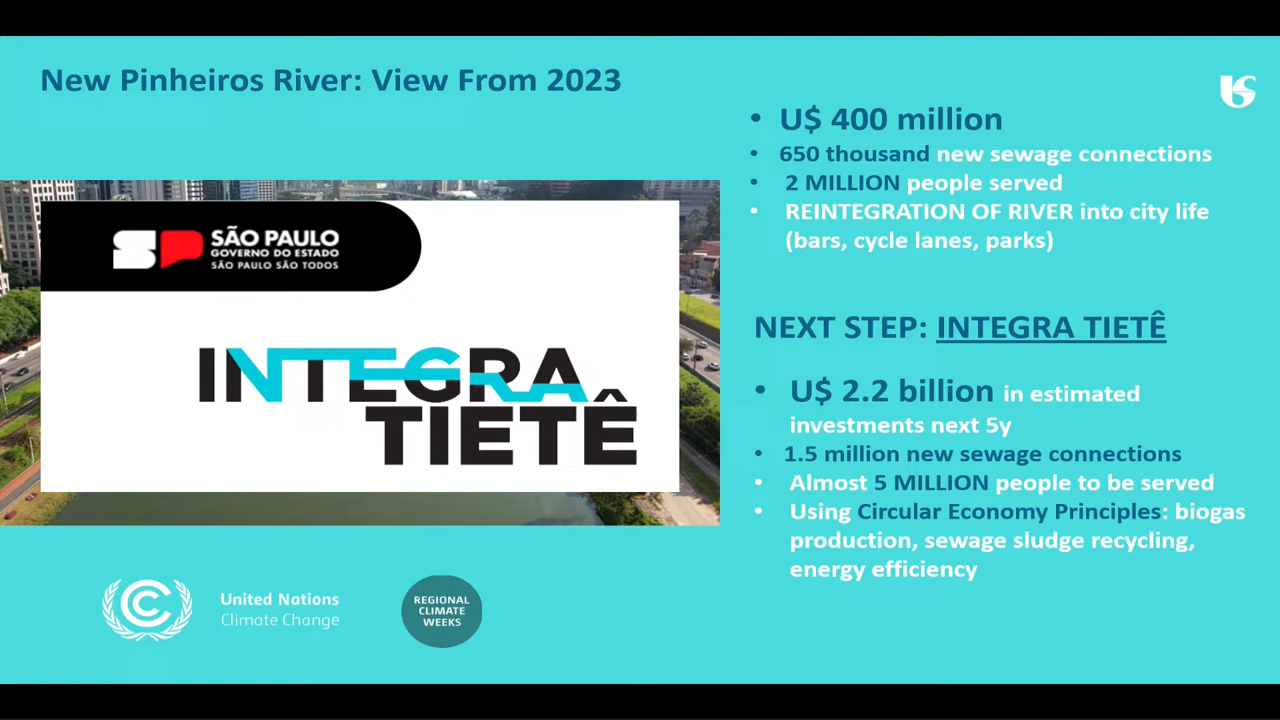 New Pinheiros River: View From 2023
• U$ 400 million
• 650 thousand new sewage connections
• 2 MILLION people served
• REINTEGRATION OF RIVER into city life
(bars, cycle lanes, parks)
SP SÃO PAULO
GOVERNO DO ESTADO
SÃO PAULO SÃO TODOS
INTEGRA
TIETÊ
NEXT STEP: INTEGRA TIETÊ
• U$ 2.2 billion in estimated
investments next 5y
• 1.5 million new sewage connections
• Almost 5 MILLION people to be served
• Using Circular Economy Principles: biogas
production, sewage sludge recycling,
energy efficiency
United Nations
Climate Change
REGIONAL
CLIMATE
WEEKS